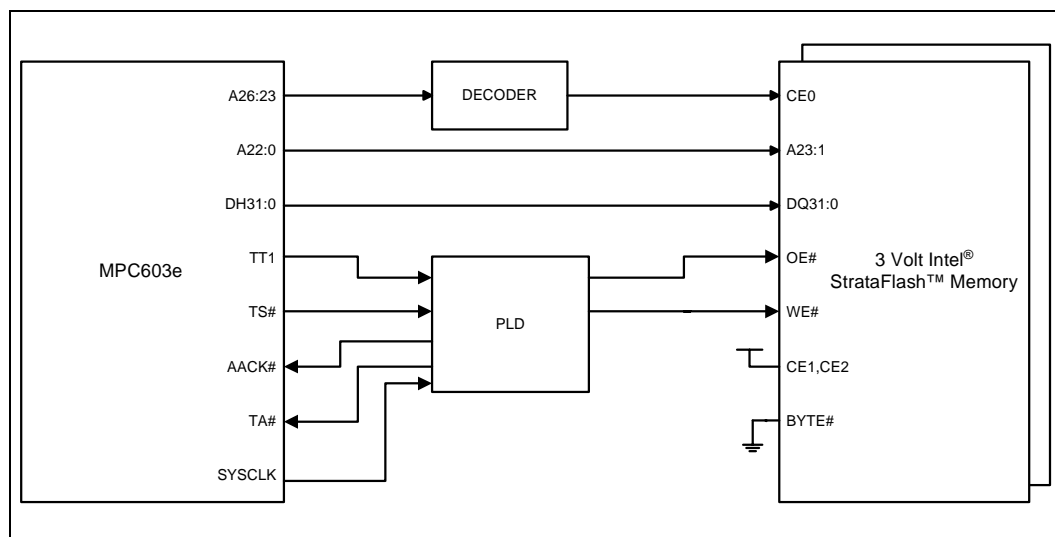 A26:23
DECODER
CE0
A22:0
A23:1
DH31:0
DQ31:0
MPC603e
TT1
OE#
3 Volt Intel®
StrataFlash™ Memory
TS#
PLD
WE#
AACK#
CE1,CE2
TA#
BYTE#
SYSCLK